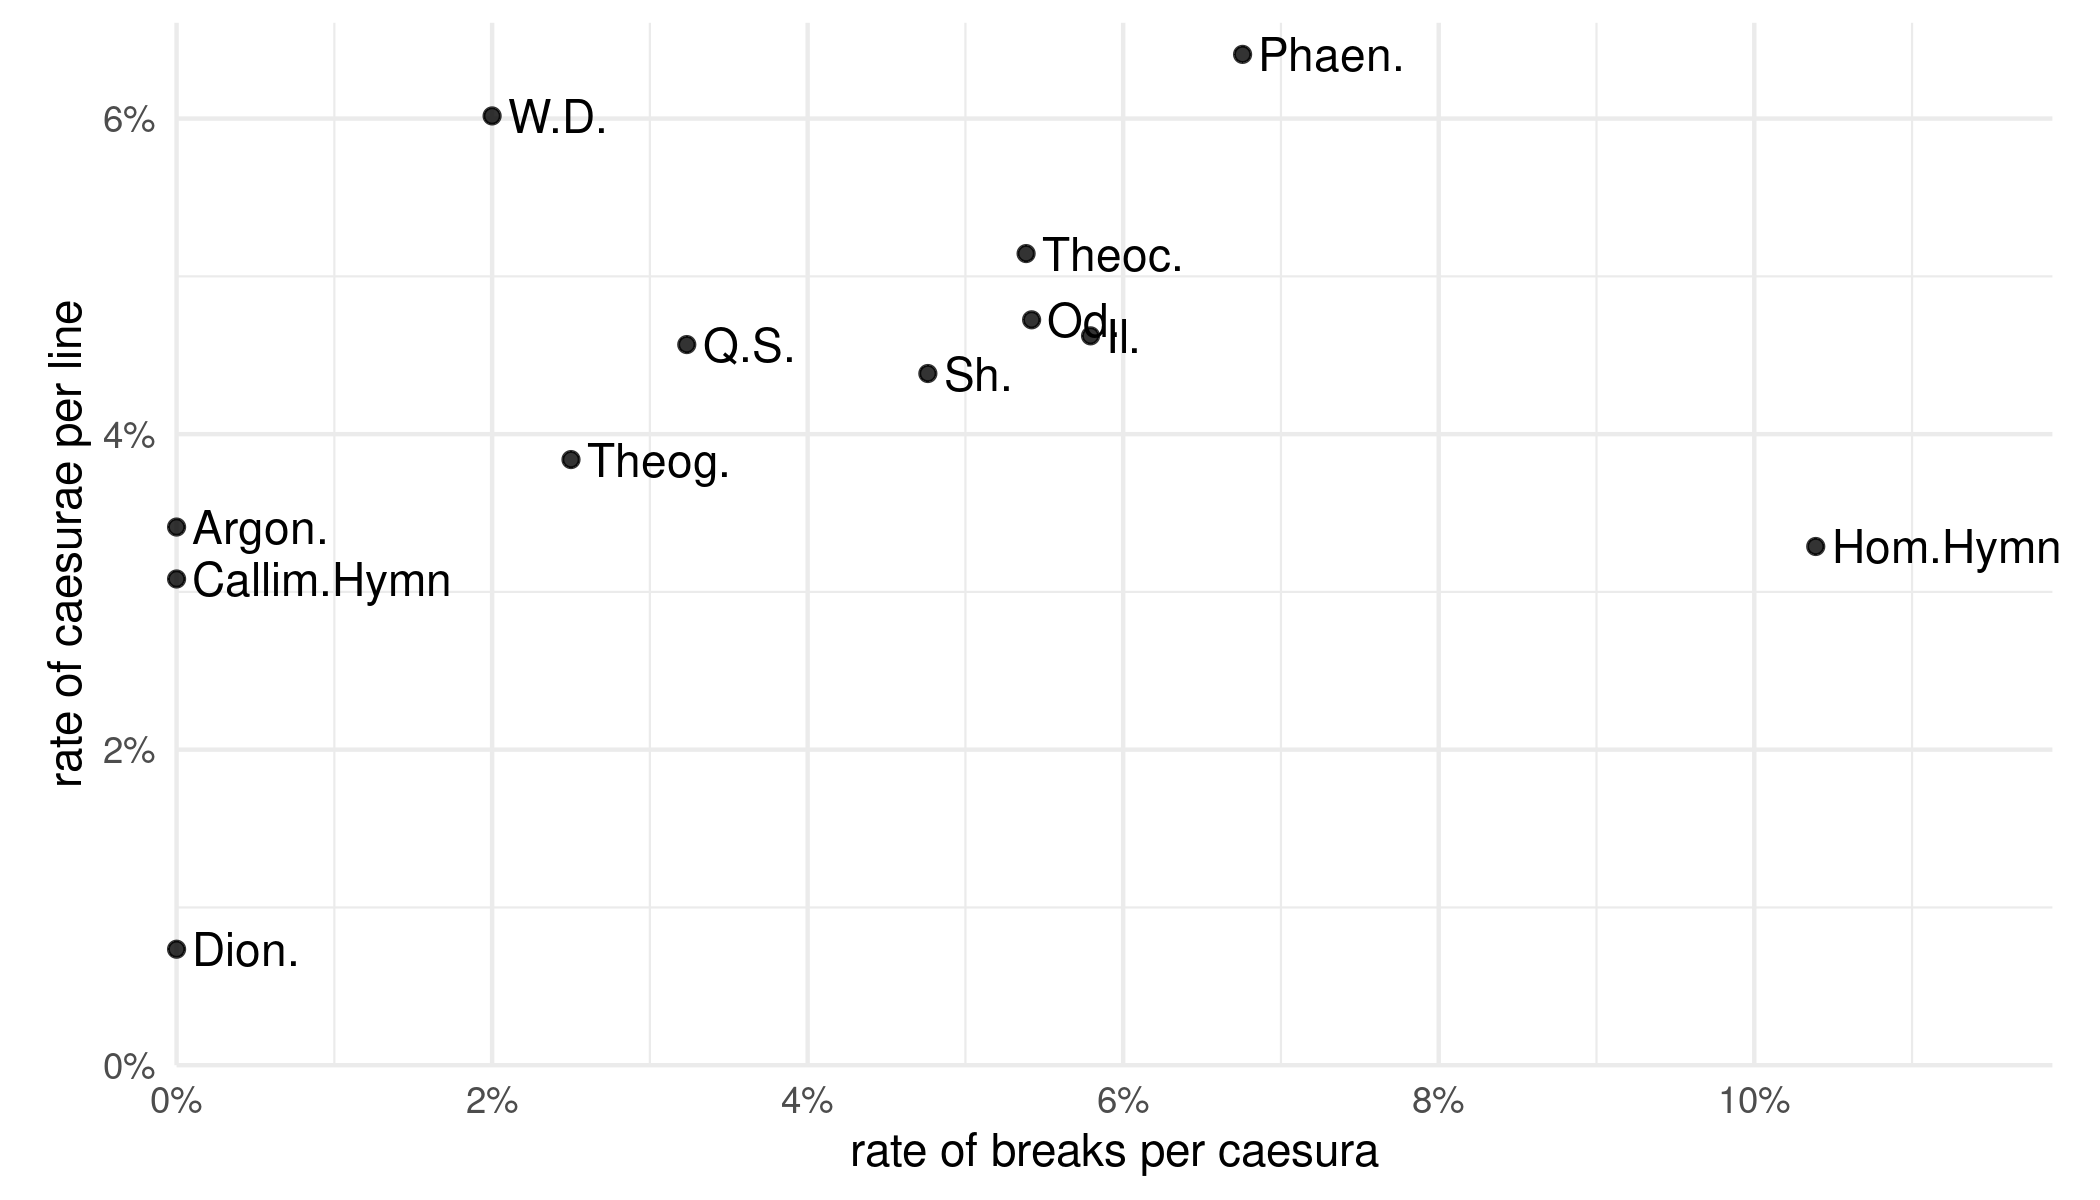 Phaen.
6%
W.D.
Theoc.
Od.
Il.
Q.S.
Sh.
4%
Theog.
Argon.
Hom.Hymn
Callim.Hymn
2%
Dion.
0%
0% 2% 4% 6% 8% 10%
rate of breaks per caesura
rate of caesurae per line